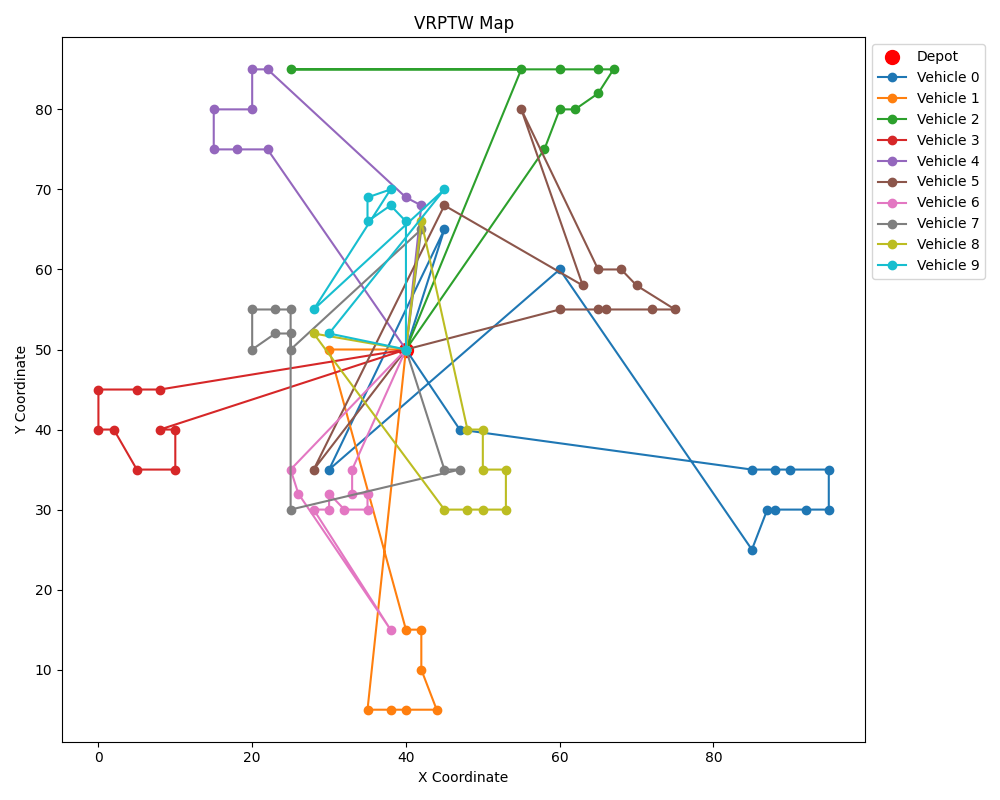 VRPTW Map
Depot
Vehicle 0
Vehicle 1
Vehicle 2
Vehicle 3
Vehicle 4
Vehicle 5
Vehicle 6
Vehicle 7
Vehicle 8
Vehicle 9
Y Coordinate
80
70
60
50
40
30
20
10
0 20 40 60 80
X Coordinate